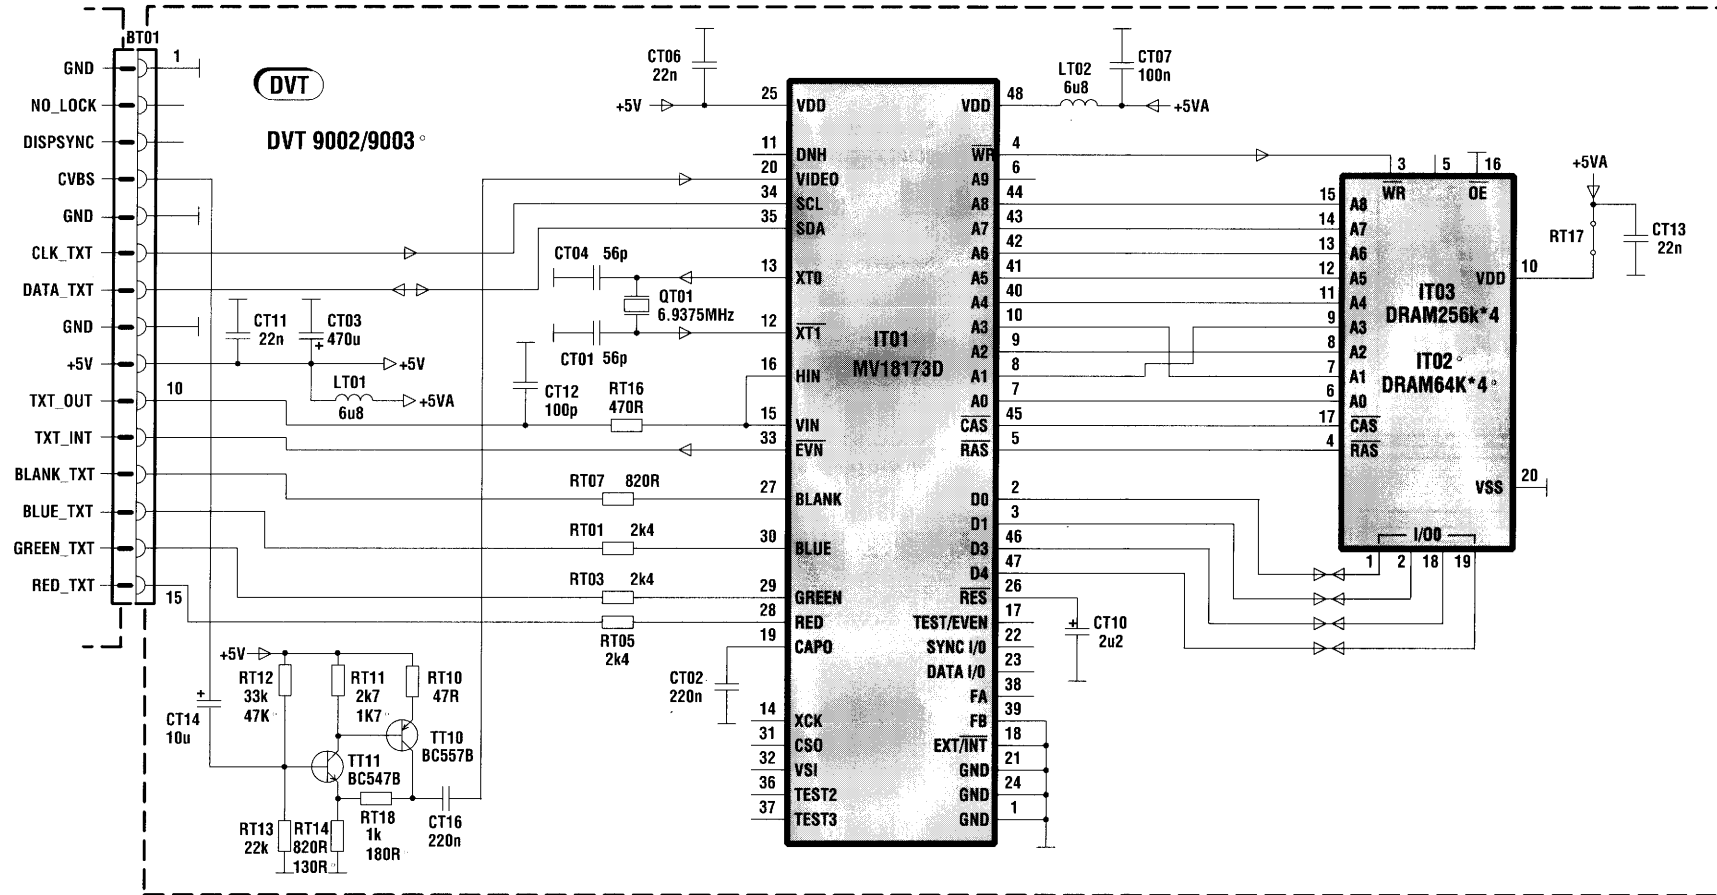 BT01
GND
1
NO_LOCK
DISPSYNC
CVBS
GND
CLK_TXT
DATA_TXT
GND
+5V
TXT_OUT
10
TXT_INT
BLANK_TXT
BLUE_TXT
GREEN_TXT
RED_TXT
15
DVT
DVT 9002/9003 °
CT11
22n
CT03
470u
+
+5V
LT01
6u8
+5VA
CT06
22n
+5V
CT04 56p
QT01
6.9375MHz
CT01 56p
CT12
100p
RT16
470R
RT07 820R
RT01 2k4
RT03 2k4
RT05
2k4
CT02
220n
+5V
RT12
33k
47K
RT11
2k7
1K7 °
RT10
47R
CT14
10u
+
TT10
BC557B
TT11
BC547B
RT13
22k
RT14
820R
130R °
RT18
1k
180R °
CT16
220n
25 VDD
11 DNH
20 VIDEO
34 SCL
35 SDA
13 XT0
12 XT1
16 HIN
15 VIN
33 EVN
27 BLANK
30 BLUE
29 GREEN
28 RED
19 CAPO
14 XCK
31 CSO
32 VSI
36 TEST2
37 TEST3
IT01
MV18173D
VDD 48
WR 4
A9 6
A8 44
A7 43
A6 42
A5 41
A4 40
A3 10
A2 9
A1 8
A0 7
CAS 45
RAS 5
D0 2
D1 3
D3 46
D4 47
RES 26
TEST/EVEN 17
SYNC I/0 22
DATA I/0 23
FA 38
FB 39
EXT/INT 18
GND 21
GND 24
GND 1
LT02
6u8
CT07
100n
+5VA
+
CT10
2u2
3 5 16
WR OE
15 A8
14 A7
13 A6
12 A5
11 A4
9 A3
8 A2
7 A1
6 A0
17 CAS
4 RAS
IT03
DRAM256k*4
IT02 °
DRAM64K*4 °
VDD 10
VSS 20
I/O0
1 2 18 19
+5VA
RT17
CT13
22n